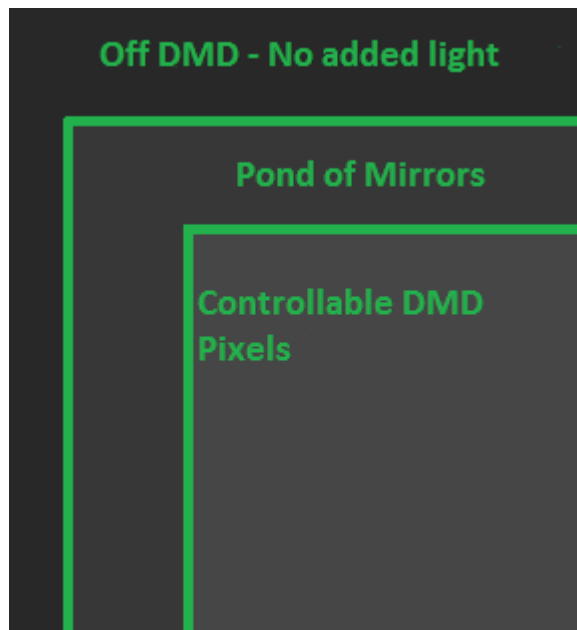 Off DMD - No added light
Pond of Mirrors
Controllable DMD
Pixels